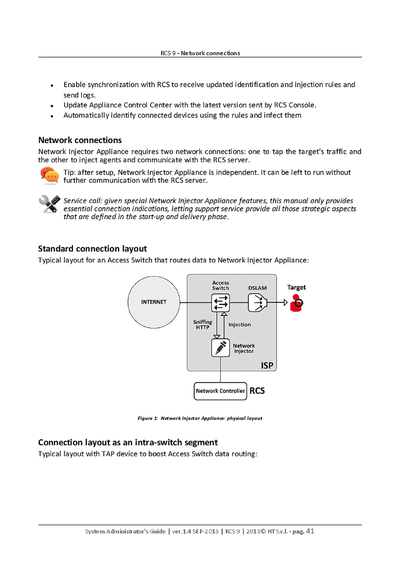 RCS 9 - Network connections
• Enable synchronization with RCS to receive updated identification and injection rules and
send logs.
• Update Appliance Control Center with the latest version sent by RCS Console.
• Automatically identify connected devices using the rules and infect them
Network connections
Network Injector Appliance requires two network connections: one to tap the target's traffic and
the other to inject agents and communicate with the RCS server.
Tip: after setup, Network Injector Appliance is independent. It can be left to run without
further communication with the RCS server.
Service call: given special Network Injector Appliance features, this manual only provides
essential connection indications, letting support service provide all those strategic aspects
that are defined in the start-up and delivery phase.
Standard connection layout
Typical layout for an Access Switch that routes data to Network Injector Appliance:
INTERNET
Access
Switch
DSLAM
Target
Sniffing
HTTP
Injection
Network
Injector
ISP
Network Controller
RCS
Figure 1: Network Injector Appliance: physical layout
Connection layout as an intra-switch segment
Typical layout with TAP device to boost Access Switch data routing:
System Administrator's Guide | ver.1.4 SEP-2013 | RCS 9 | 2013© HT S.r.l. - pag. 41